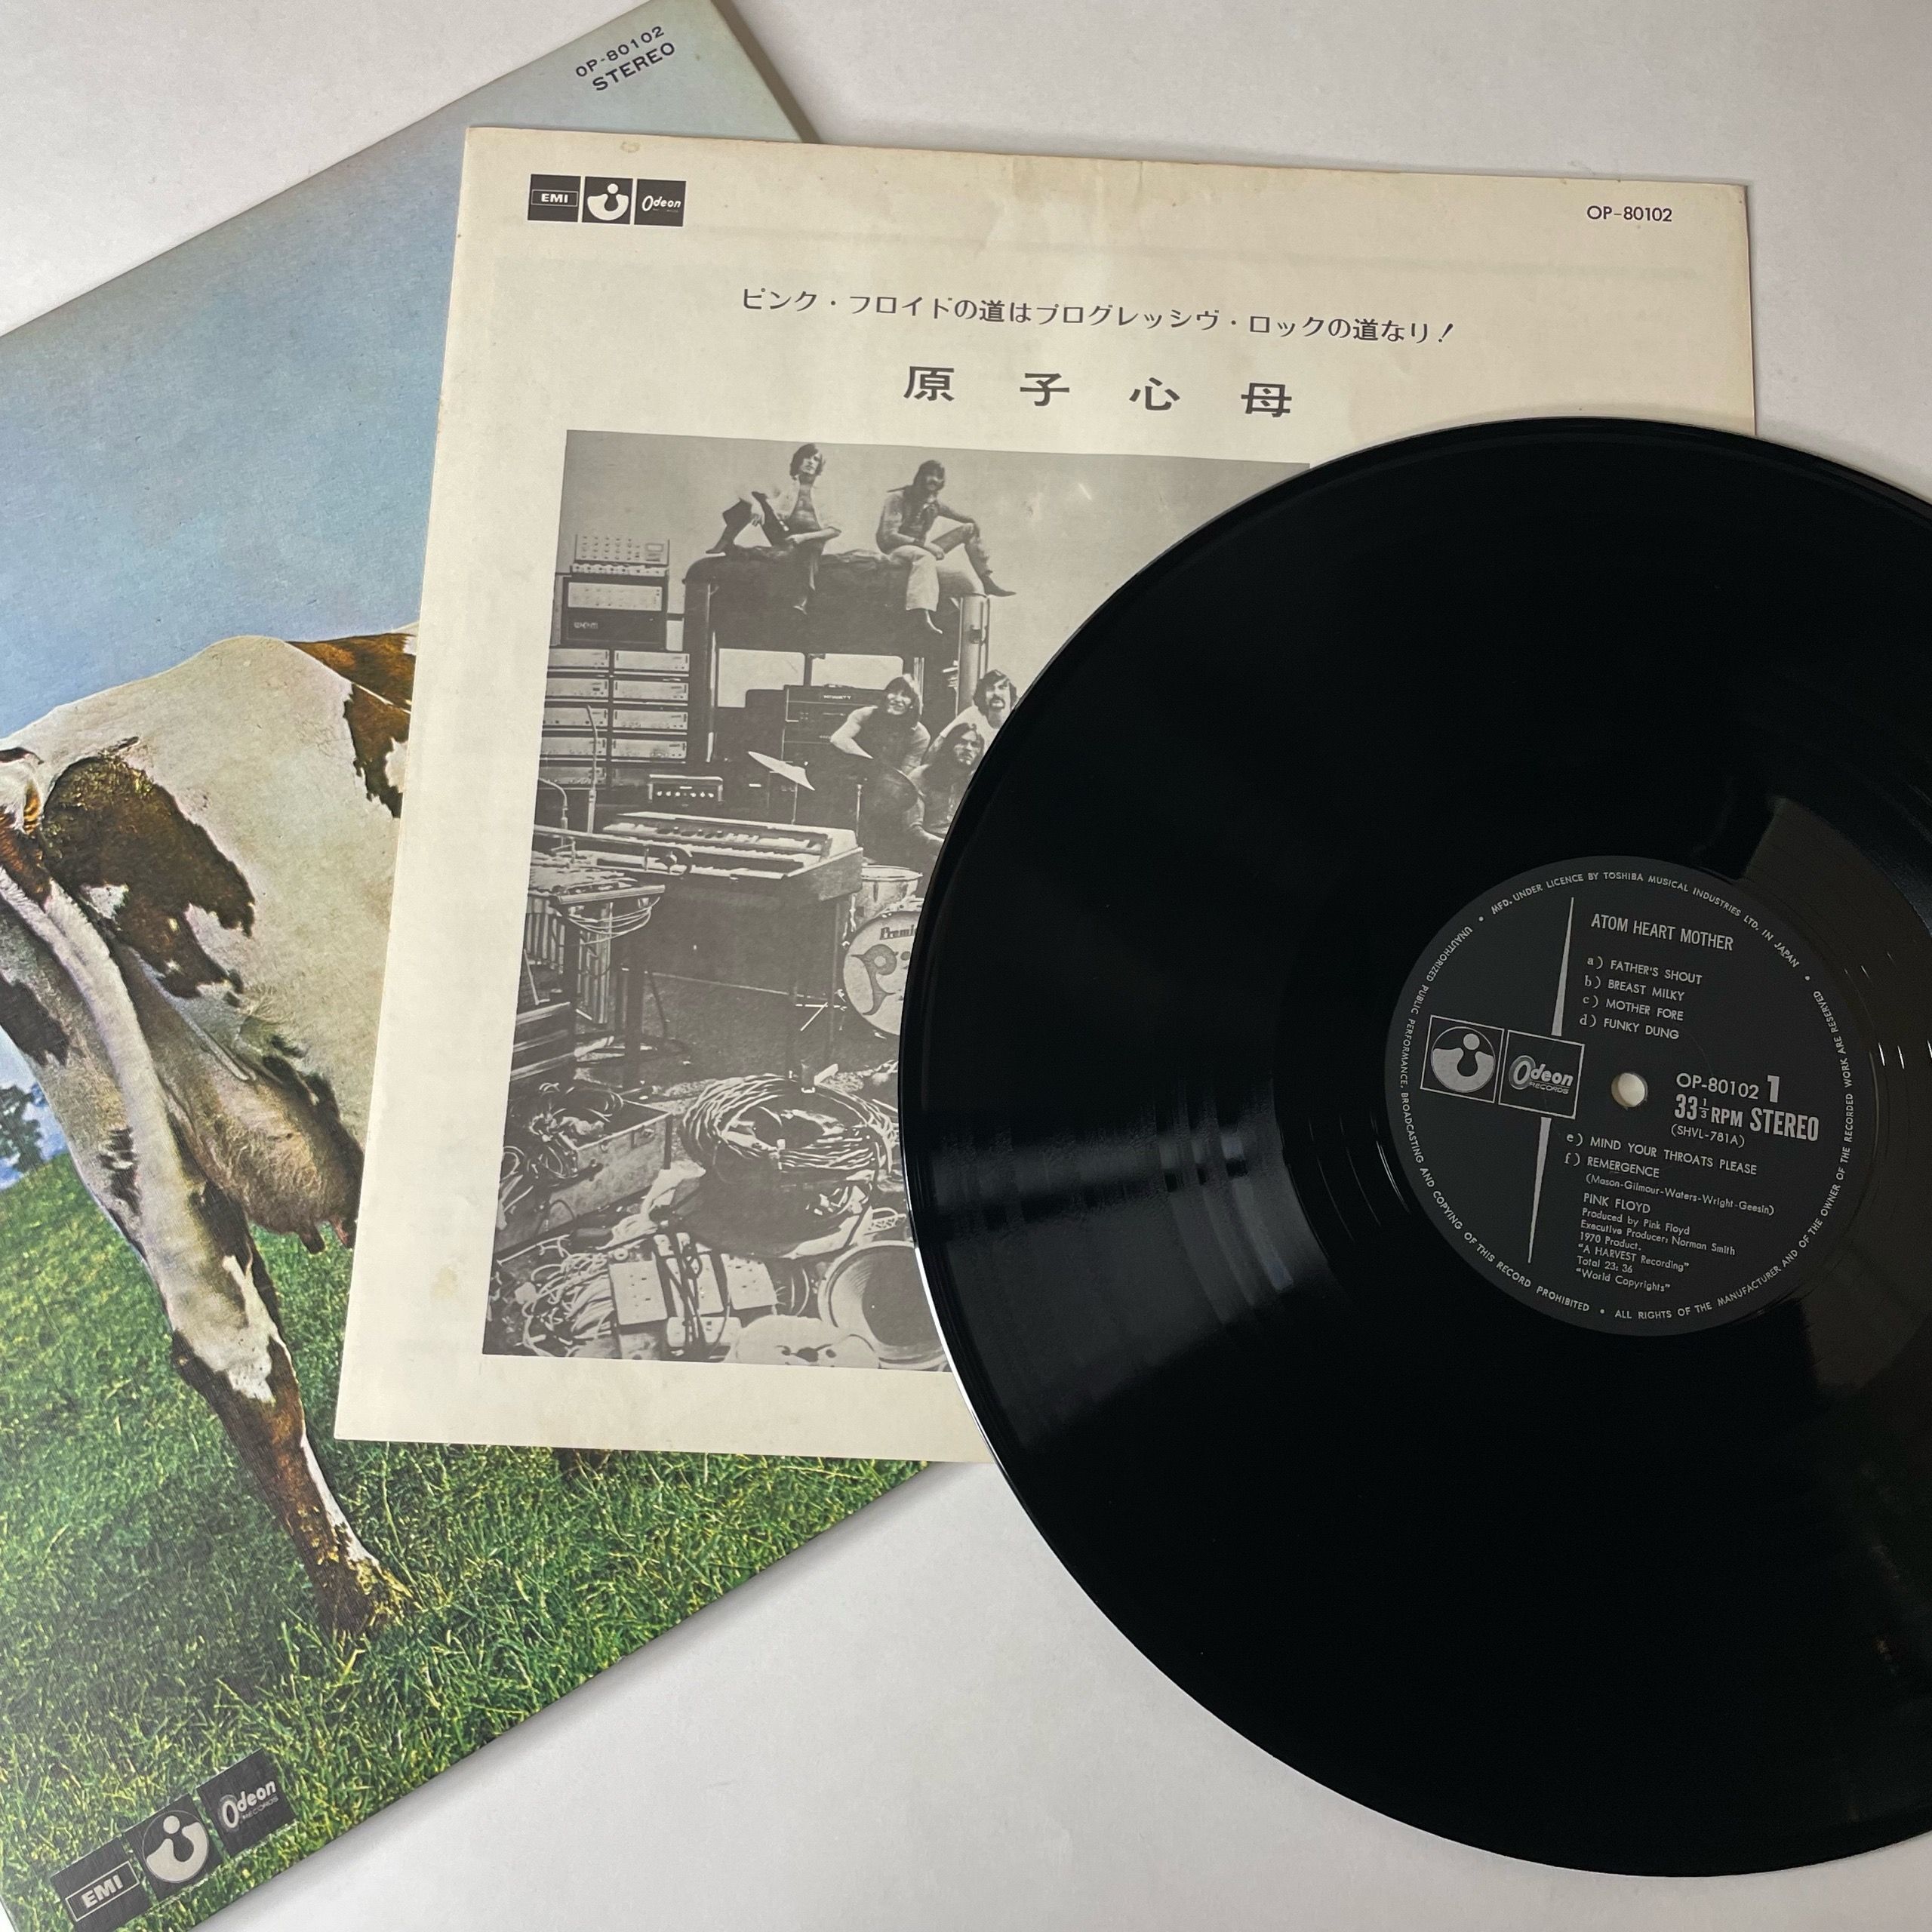 OP-80102
STEREO
EMI
Odeon
OP-80102
ピンク・フロイドの道はプログレッシヴ・ロックの道なり！
原子心母
Premi
MFD. UNDER LICENCE BY TOSHIBA MUSICAL INDUSTRIES LTD. IN JAPAN • ALL RIGHTS OF THE MANUFACTURER AND OF THE OWNER OF THE RECORDED WORK ARE RESERVED • UNAUTHORIZED PUBLIC PERFORMANCE, BROADCASTING AND COPYING OF THIS RECORD PROHIBITED •
ATOM HEART MOTHER
a) FATHER'S SHOUT
b) BREAST MILKY
c) MOTHER FORE
d) FUNKY DUNG
Odeon
RECORDS
OP-80102 1
33 1/3 RPM STEREO
(SHVL-781A)
e) MIND YOUR THROATS PLEASE
f) REMERGENCE
(Mason-Gilmour-Waters-Wright-Geesin)
PINK FLOYD
Produced by Pink Floyd
Executive Producer: Norman Smith
1970 Product.
"A HARVEST Recording"
Total 23:36
"World Copyrights"
EMI
Odeon
RECORDS